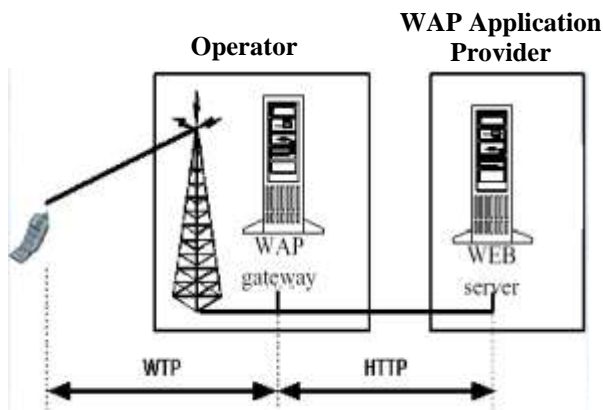 Operator
WAP Application
Provider
WAP
gateway
WEB
server
WTP
HTTP